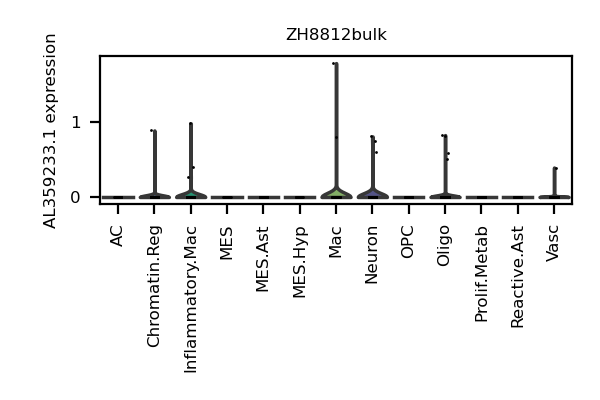 ZH8812bulk
AL359233.1 expression
1
0
AC
Chromatin.Reg
Inflammatory.Mac
MES
MES.Ast
MES.Hyp
Mac
Neuron
OPC
Oligo
Prolif.Metab
Reactive.Ast
Vasc